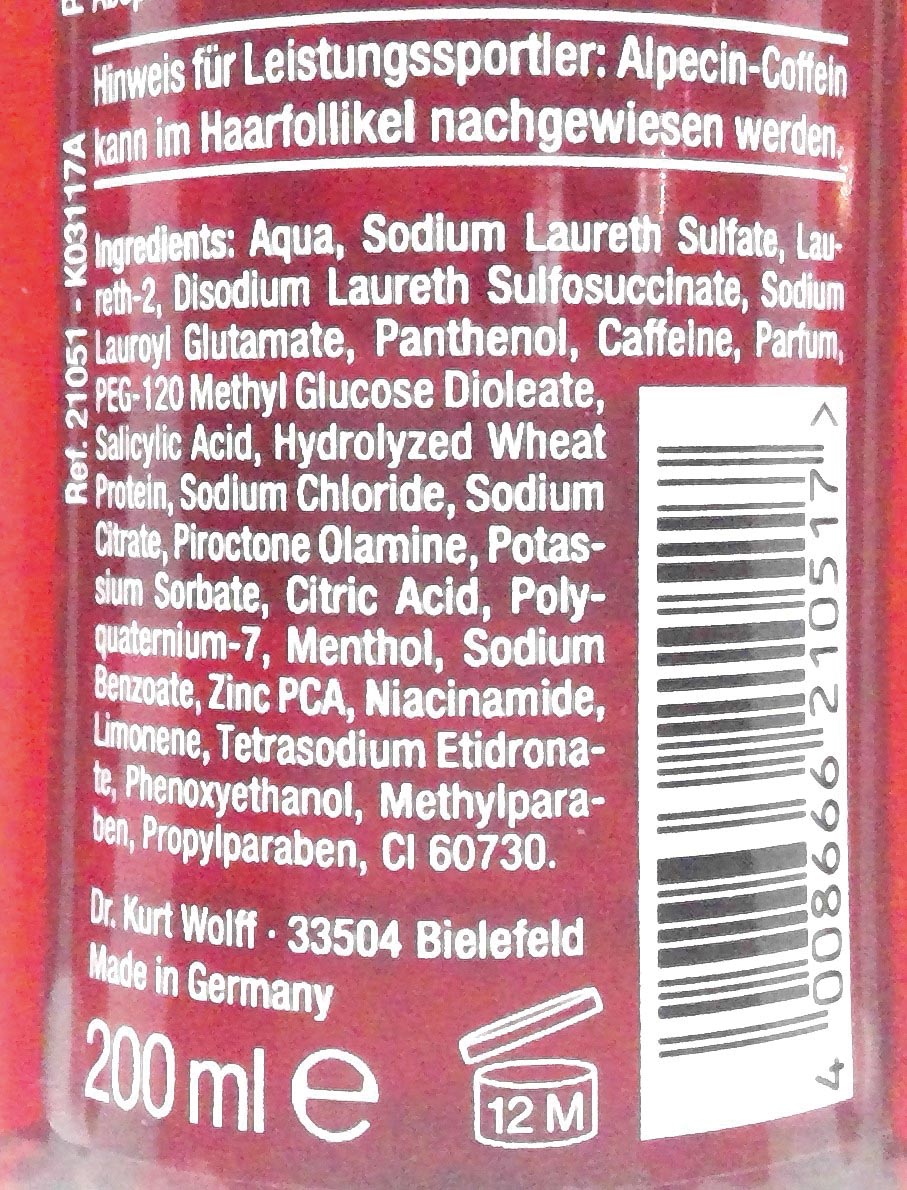 Hinweis für Leistungssportler: Alpecin-Coffein
kann im Haarfollikel nachgewiesen werden.
Ref. 21051 - K03117A
Ingredients: Aqua, Sodium Laureth Sulfate, Lau-
reth-2, Disodium Laureth Sulfosuccinate, Sodium
Lauroyl Glutamate, Panthenol, Caffeine, Parfum,
PEG-120 Methyl Glucose Dioleate,
Salicylic Acid, Hydrolyzed Wheat
Protein, Sodium Chloride, Sodium
Citrate, Piroctone Olamine, Potas-
sium Sorbate, Citric Acid, Poly-
quaternium-7, Menthol, Sodium
Benzoate, Zinc PCA, Niacinamide,
Limonene, Tetrasodium Etidrona-
te, Phenoxyethanol, Methylpara-
ben, Propylparaben, CI 60730.
Dr. Kurt Wolff · 33504 Bielefeld
Made in Germany
200 ml e
12 M
4 008666 210517 >